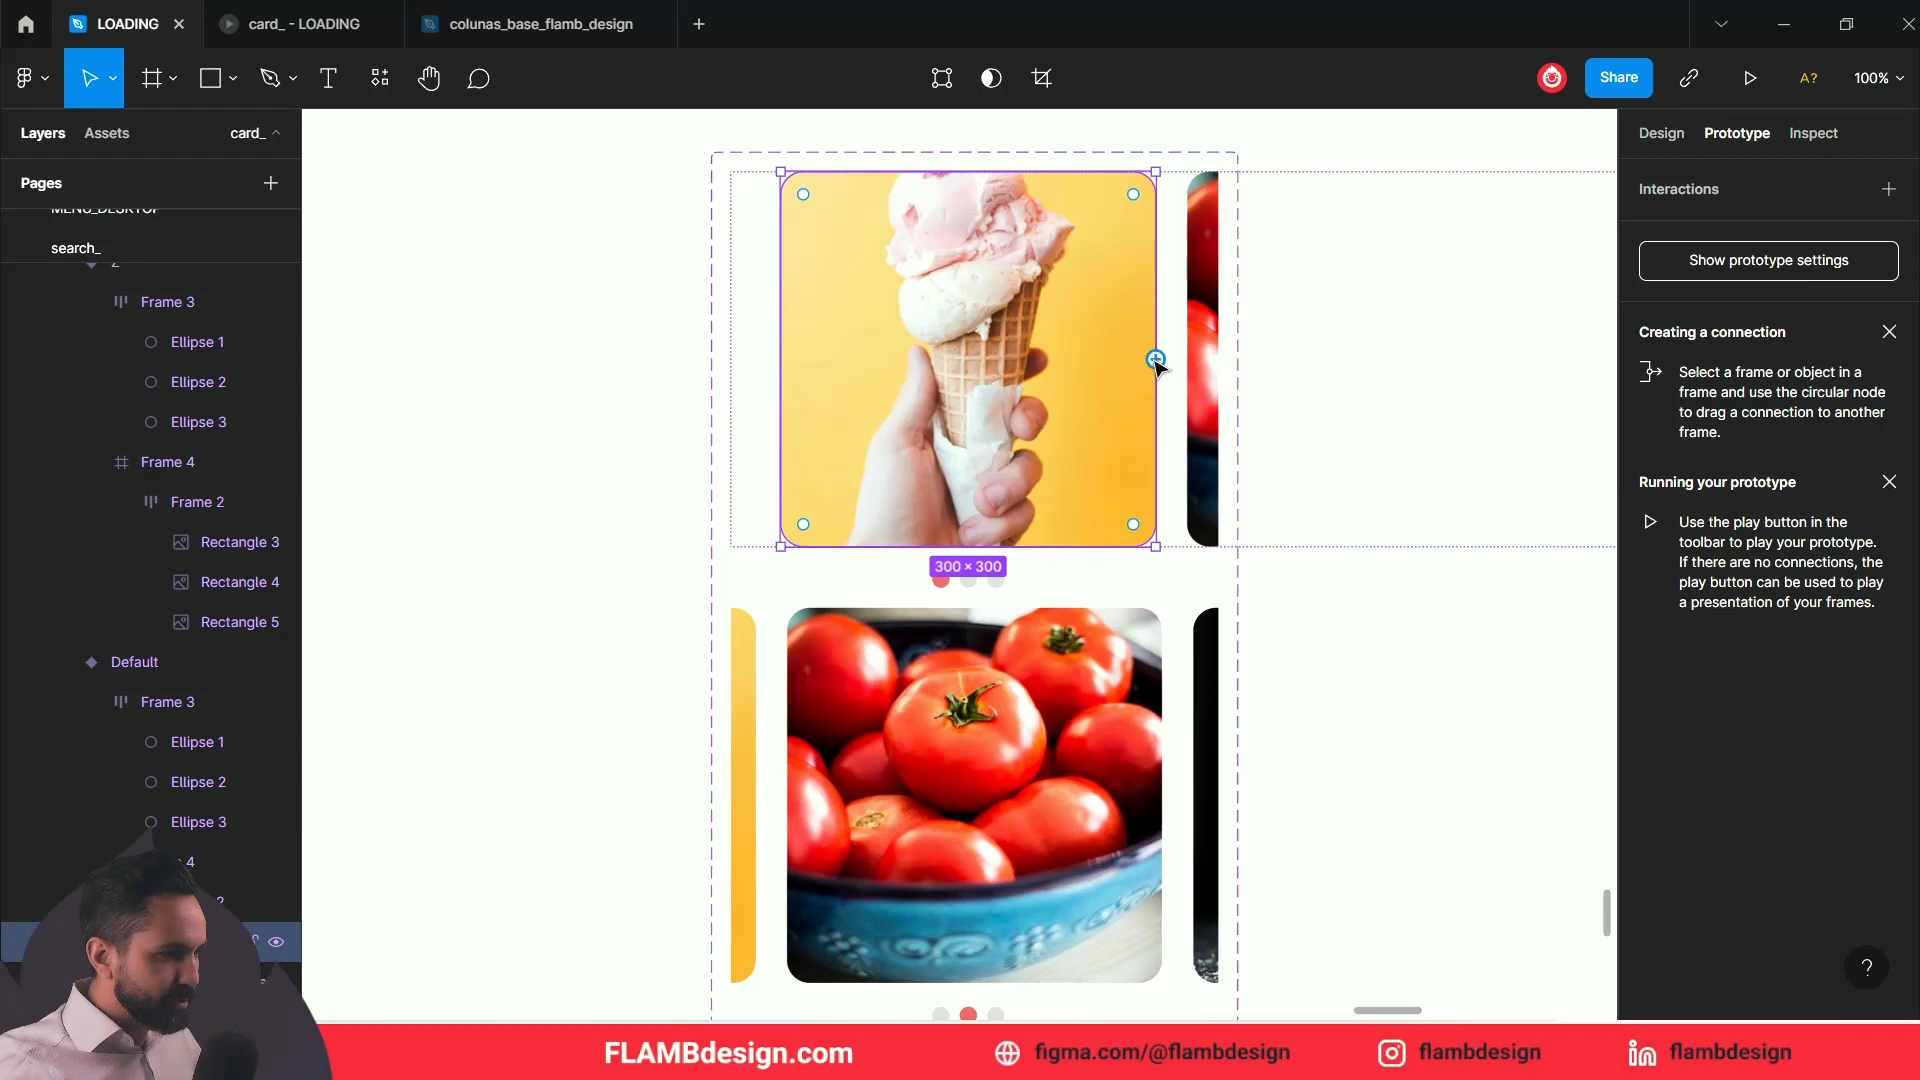 LOADING
card_ - LOADING
colunas_base_flamb_design
Share
A?
100%
Layers
Assets
card_
Design
Prototype
Inspect
Pages
Interactions
MENU_DESKTOP
search_
2
Show prototype settings
Frame 3
Ellipse 1
Ellipse 2
Ellipse 3
Frame 4
Frame 2
Rectangle 3
Rectangle 4
Rectangle 5
Default
Frame 3
Ellipse 1
Ellipse 2
Ellipse 3
4
2
Creating a connection
Select a frame or object in a
frame and use the circular node
to drag a connection to another
frame.
Running your prototype
Use the play button in the
toolbar to play your prototype.
If there are no connections, the
play button can be used to play
a presentation of your frames.
300 × 300
?
FLAMBdesign.com
figma.com/@flambdesign
flambdesign
flambdesign